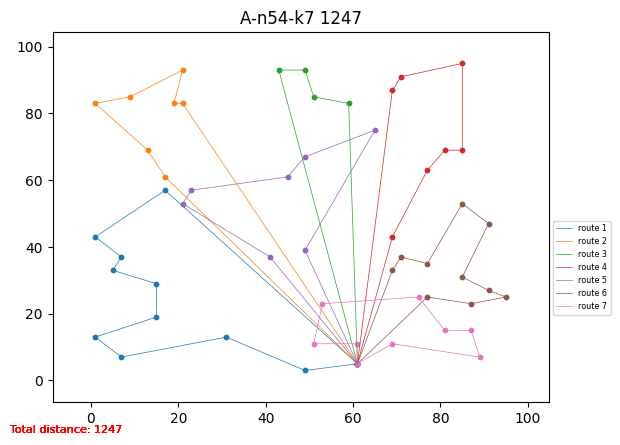 A-n54-k7 1247
100
80
60
40
20
0
0 20 40 60 80 100
route 1
route 2
route 3
route 4
route 5
route 6
route 7
Total distance: 1247